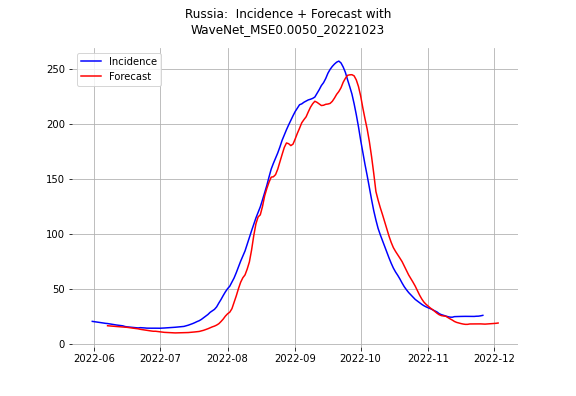 Russia:  Incidence + Forecast with
WaveNet_MSE0.0050_20221023
Incidence
Forecast
250
200
150
100
50
0
2022-06 2022-07 2022-08 2022-09 2022-10 2022-11 2022-12